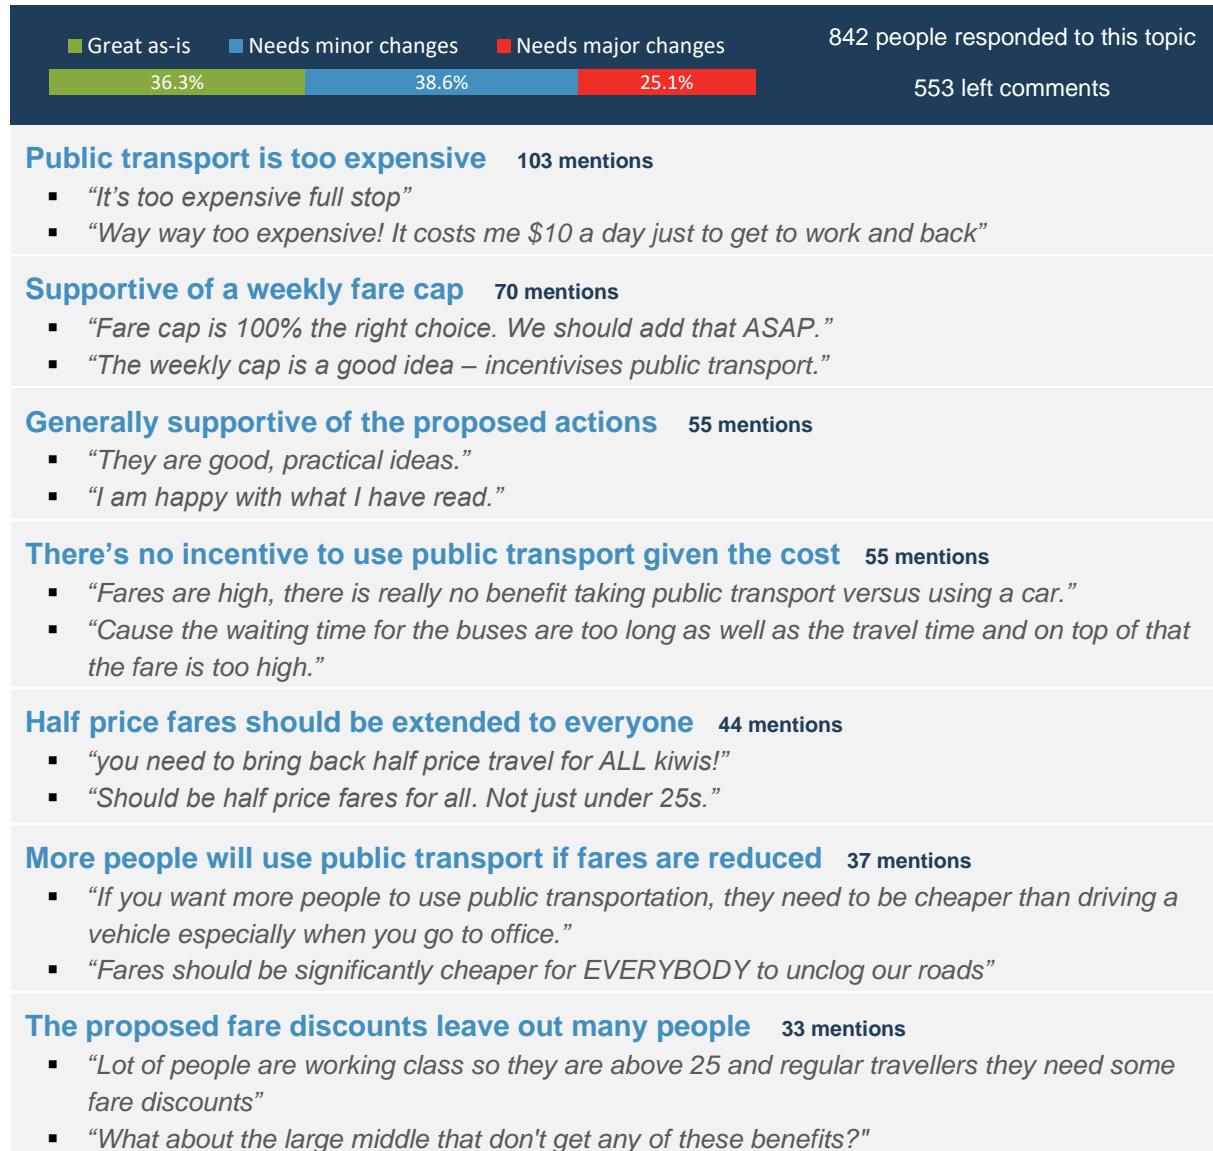 Great as-is Needs minor changes Needs major changes
36.3% 38.6% 25.1%
842 people responded to this topic
553 left comments
Public transport is too expensive 103 mentions
▪ “It’s too expensive full stop”
▪ “Way way too expensive! It costs me $10 a day just to get to work and back”
Supportive of a weekly fare cap 70 mentions
▪ “Fare cap is 100% the right choice. We should add that ASAP.”
▪ “The weekly cap is a good idea – incentivises public transport.”
Generally supportive of the proposed actions 55 mentions
▪ “They are good, practical ideas.”
▪ “I am happy with what I have read.”
There’s no incentive to use public transport given the cost 55 mentions
▪ “Fares are high, there is really no benefit taking public transport versus using a car.”
▪ “Cause the waiting time for the buses are too long as well as the travel time and on top of that
the fare is too high.”
Half price fares should be extended to everyone 44 mentions
▪ “you need to bring back half price travel for ALL kiwis!”
▪ “Should be half price fares for all. Not just under 25s.”
More people will use public transport if fares are reduced 37 mentions
▪ “If you want more people to use public transportation, they need to be cheaper than driving a
vehicle especially when you go to office.”
▪ “Fares should be significantly cheaper for EVERYBODY to unclog our roads”
The proposed fare discounts leave out many people 33 mentions
▪ “Lot of people are working class so they are above 25 and regular travellers they need some
fare discounts”
▪ “What about the large middle that don't get any of these benefits?"